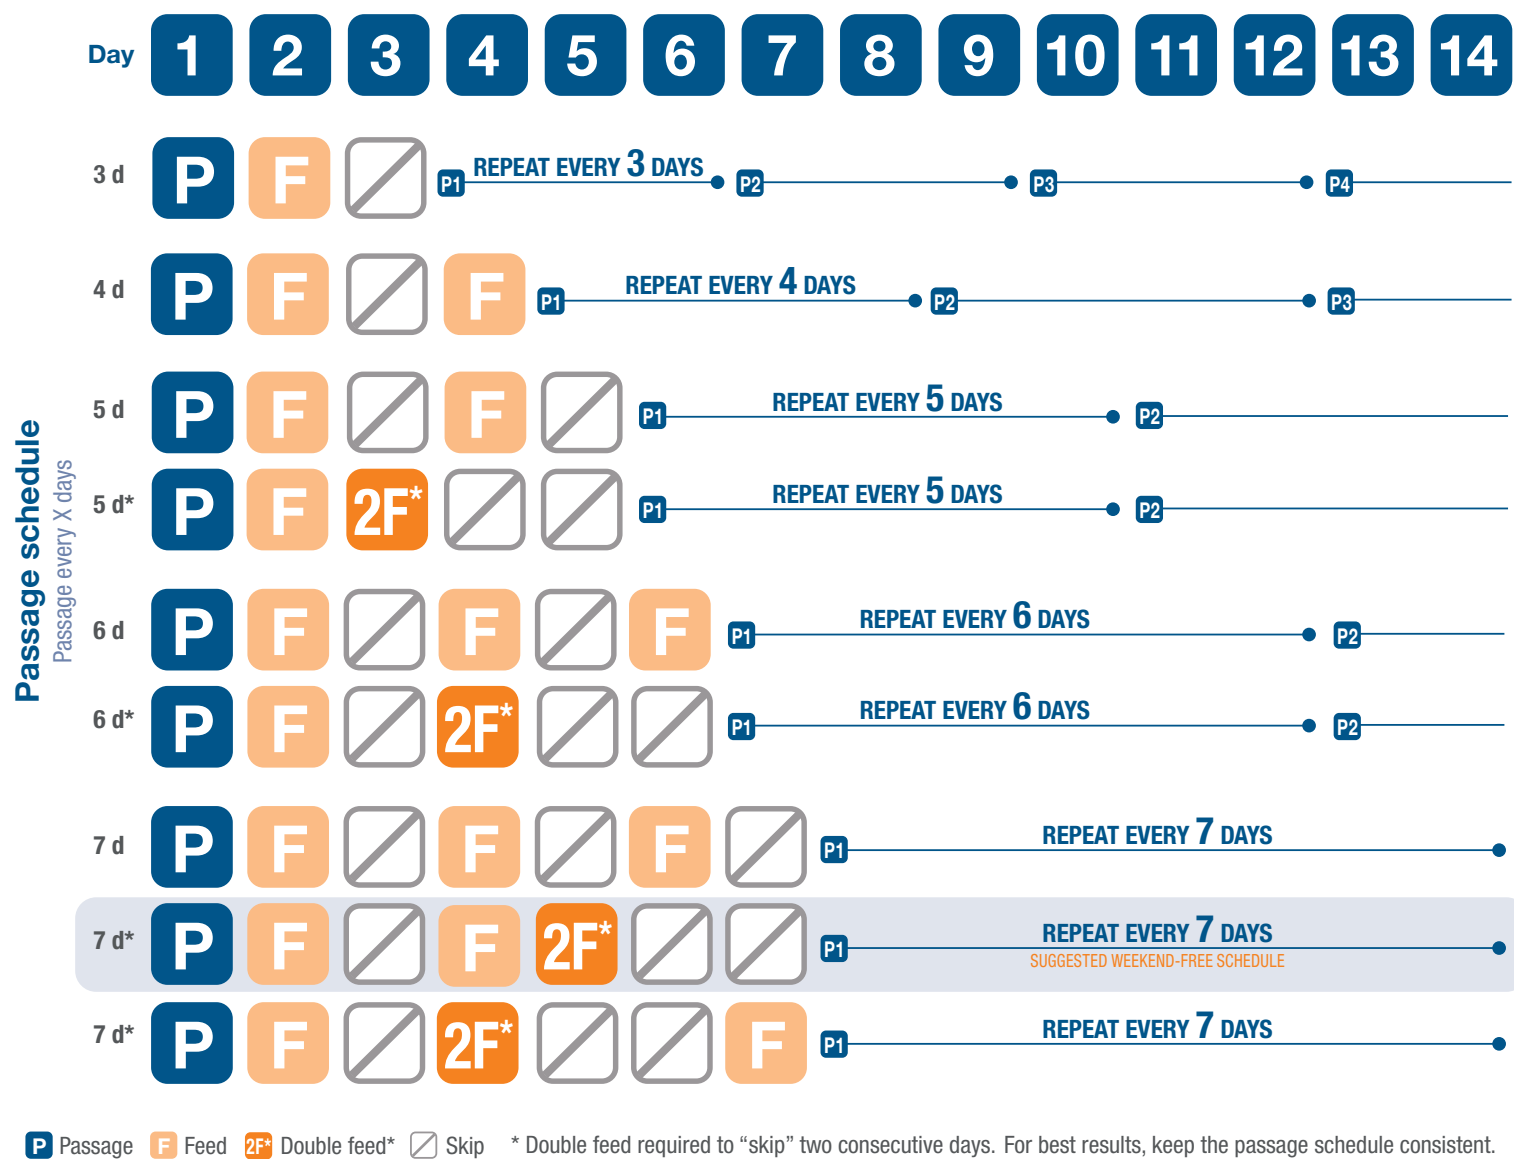 Day 1 2 3 4 5 6 7 8 9 10 11 12 13 14
3 d P F P1 REPEAT EVERY 3 DAYS P2 P3 P4
4 d P F F P1 REPEAT EVERY 4 DAYS P2 P3
5 d P F F P1 REPEAT EVERY 5 DAYS P2
5 d* P F 2F* P1 REPEAT EVERY 5 DAYS P2
6 d P F F F P1 REPEAT EVERY 6 DAYS P2
6 d* P F 2F* P1 REPEAT EVERY 6 DAYS P2
7 d P F F F P1 REPEAT EVERY 7 DAYS
7 d* P F F 2F* P1 REPEAT EVERY 7 DAYS
SUGGESTED WEEKEND-FREE SCHEDULE
7 d* P F 2F* F P1 REPEAT EVERY 7 DAYS
Passage schedule
Passage every X days
P Passage F Feed 2F* Double feed* Skip * Double feed required to “skip” two consecutive days. For best results, keep the passage schedule consistent.